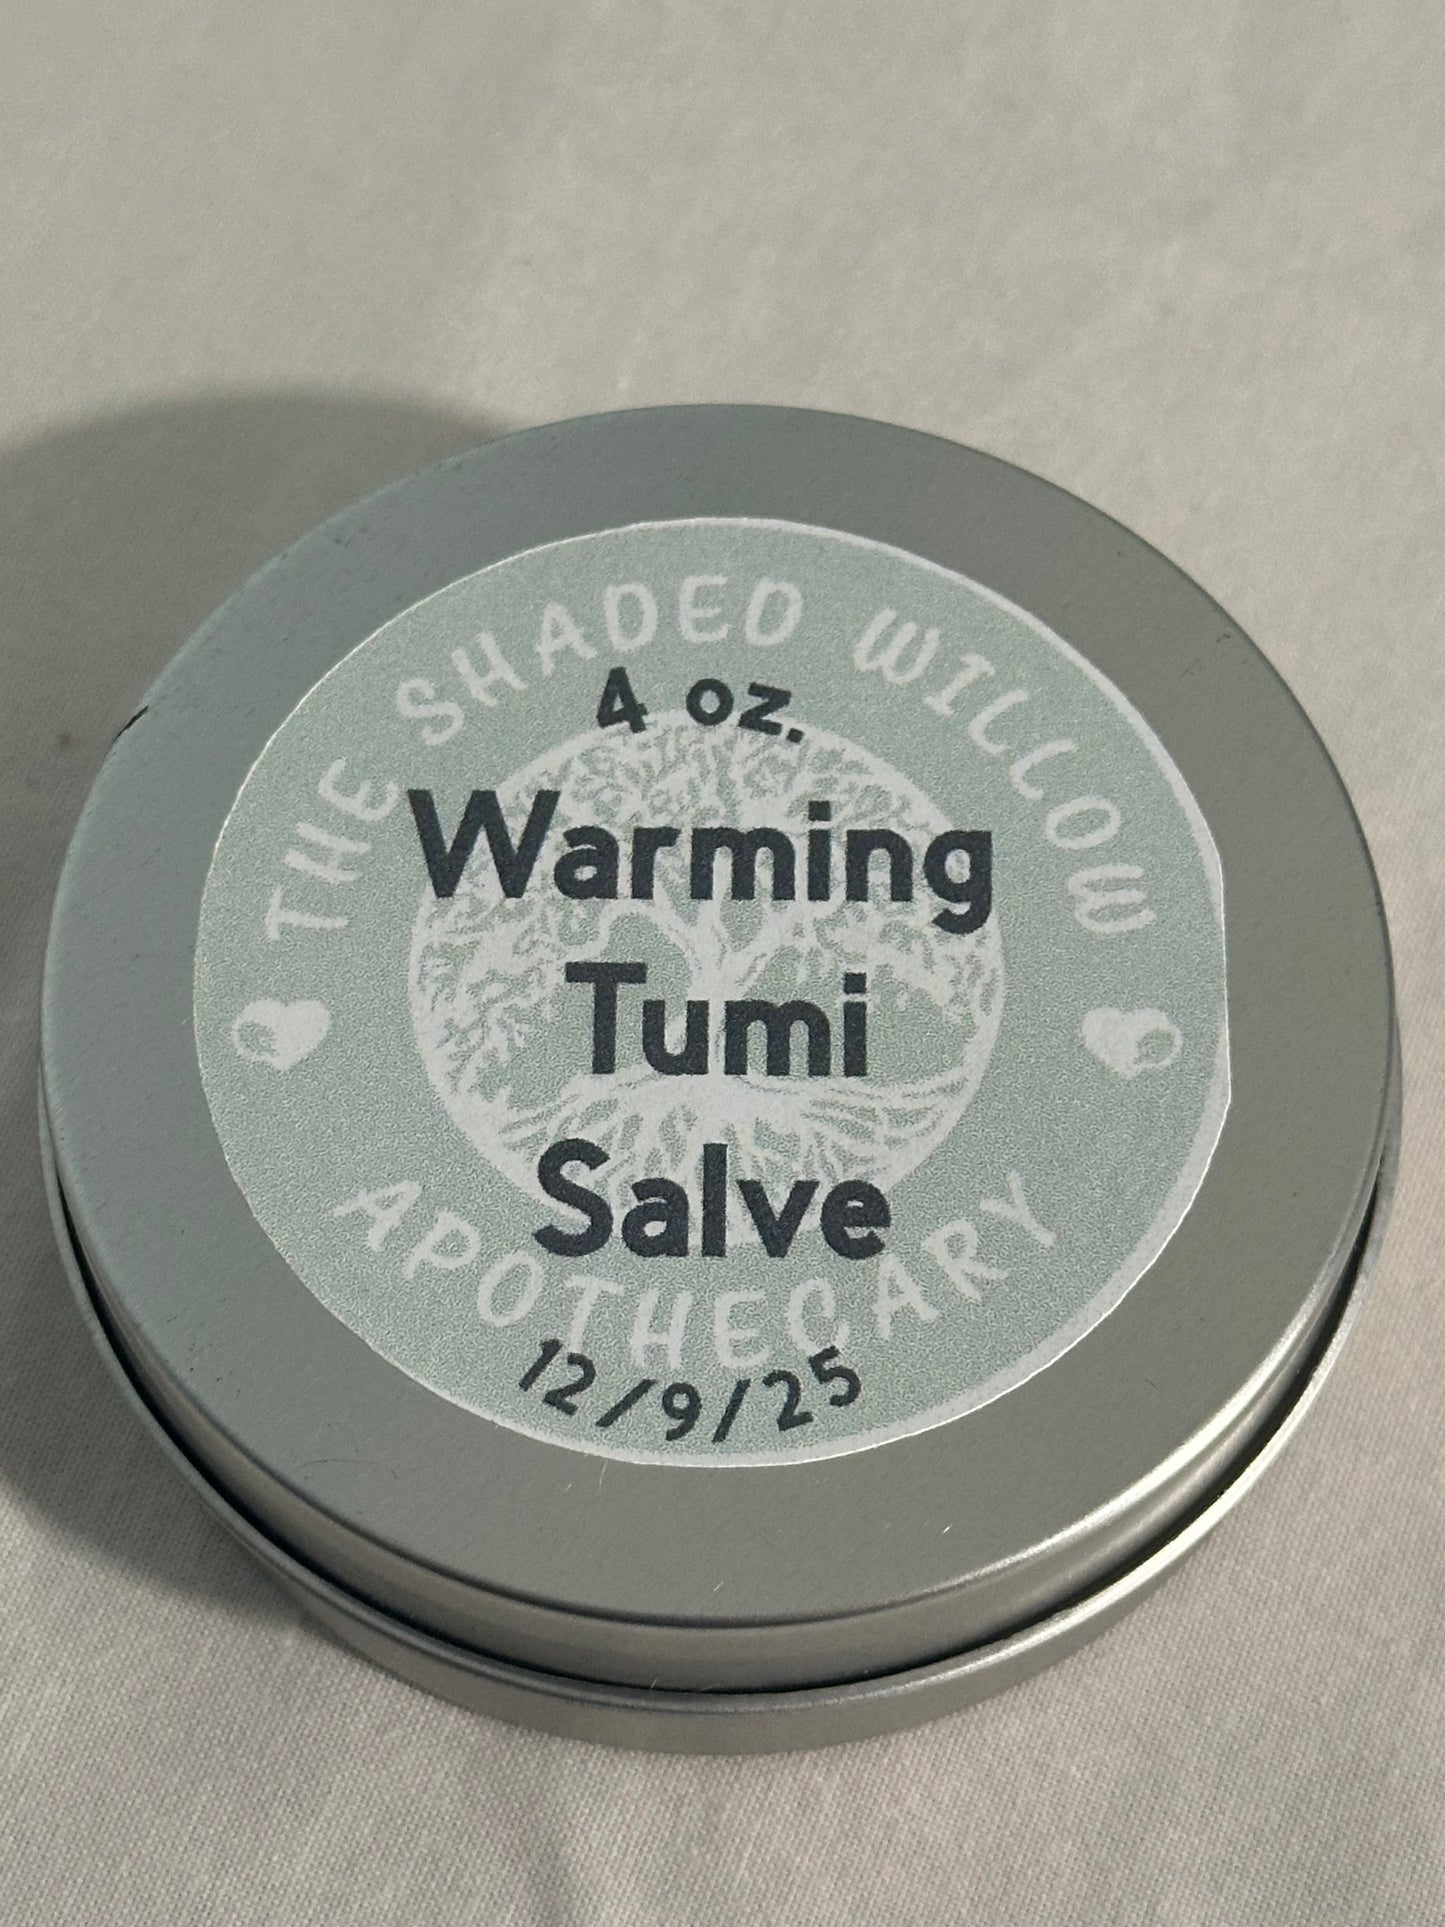 THE SHADED WILLOW
4 oz.
Warming
Tumi
Salve
APOTHECARY
12/9/25